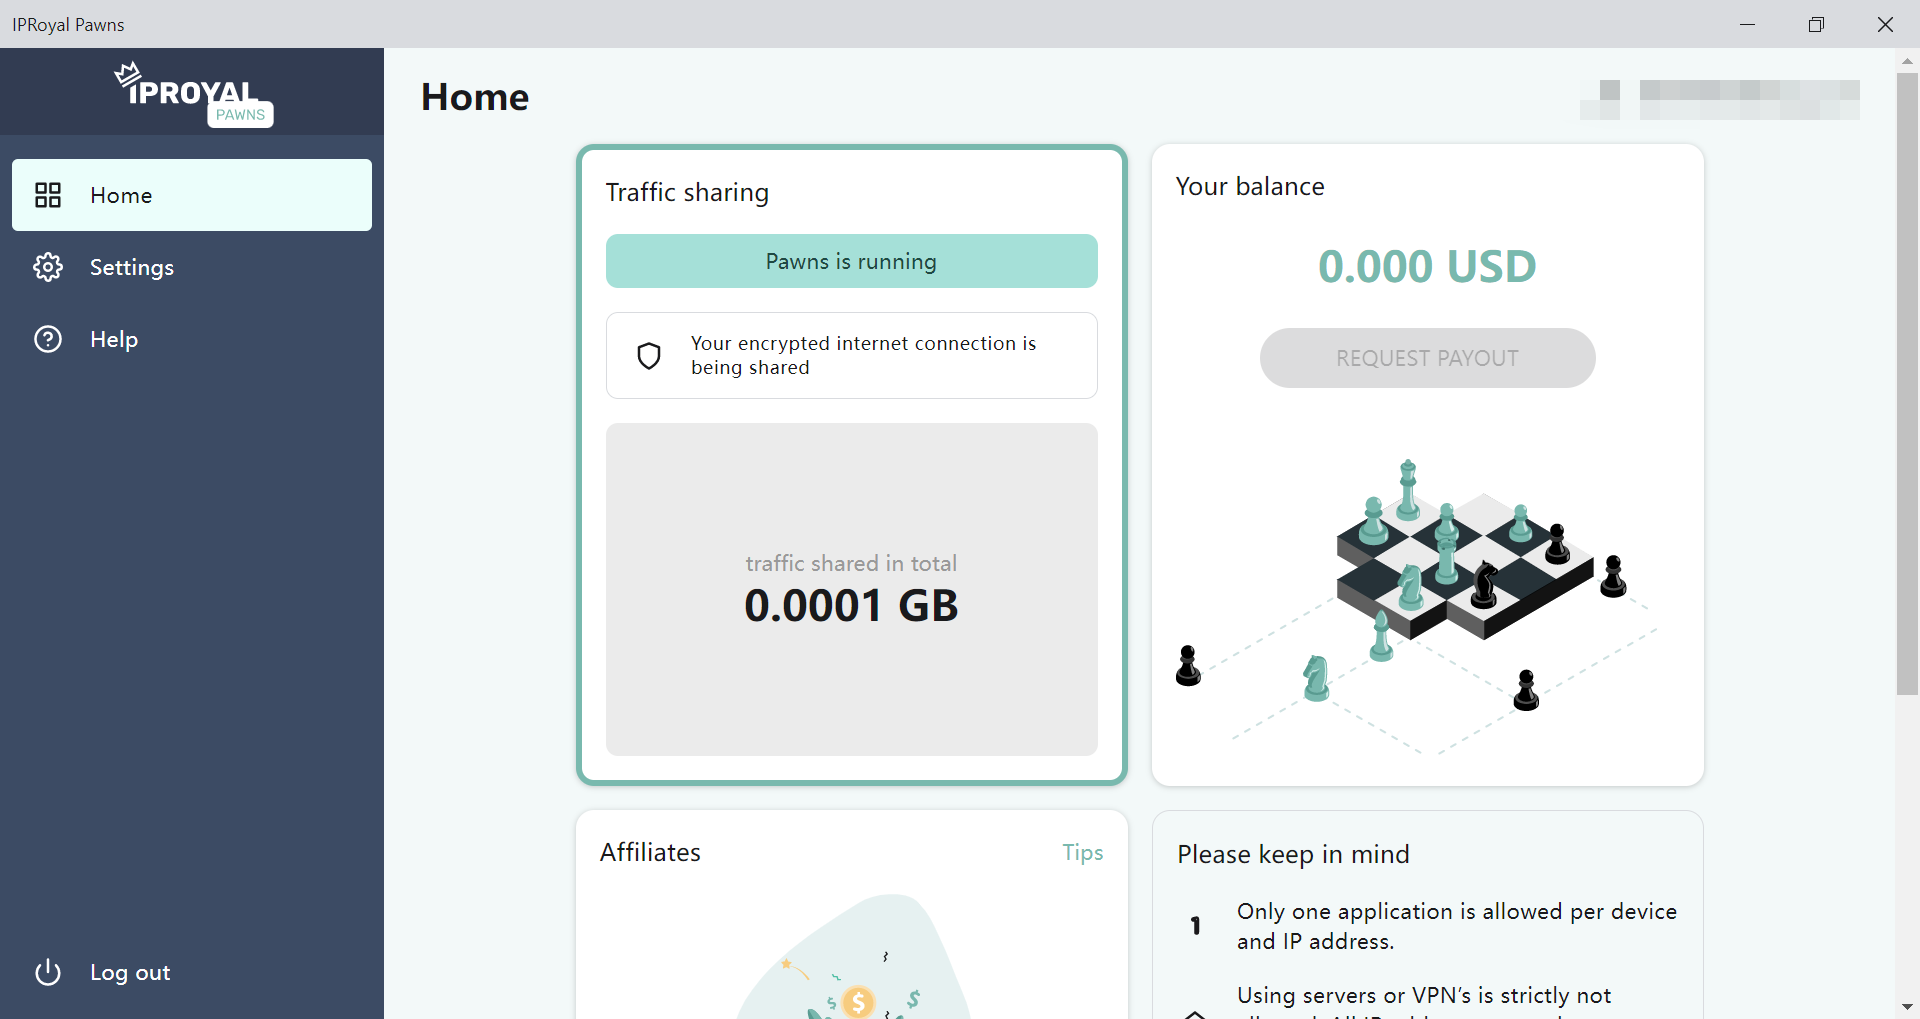 IPRoyal Pawns
IPROYAL
PAWNS
Home
Settings
Help
Log out
Home
Traffic sharing
Pawns is running
Your encrypted internet connection is
being shared
traffic shared in total
0.0001 GB
Your balance
0.000 USD
REQUEST PAYOUT
Affiliates
Tips
Please keep in mind
1
Only one application is allowed per device
and IP address.
Using servers or VPN’s is strictly not